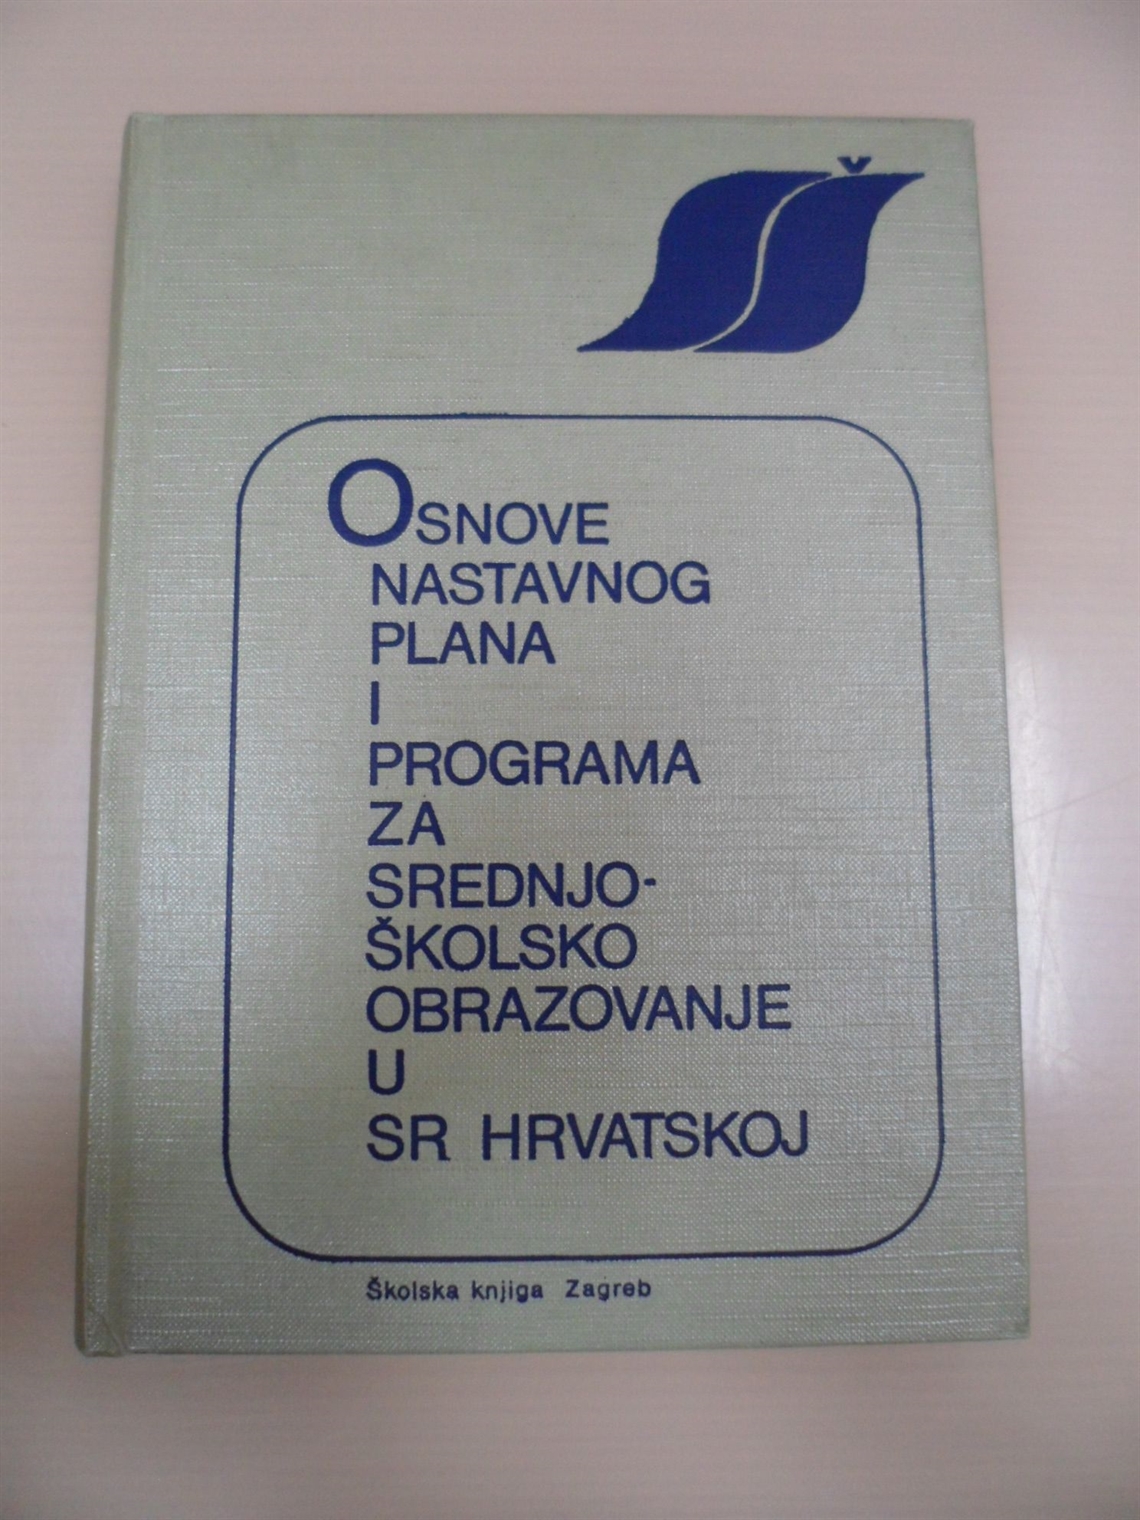 OSNOVE
NASTAVNOG
PLANA
I
PROGRAMA
ZA
SREDNJO-
ŠKOLSKO
OBRAZOVANJE
U
SR HRVATSKOJ
Školska knjiga Zagreb